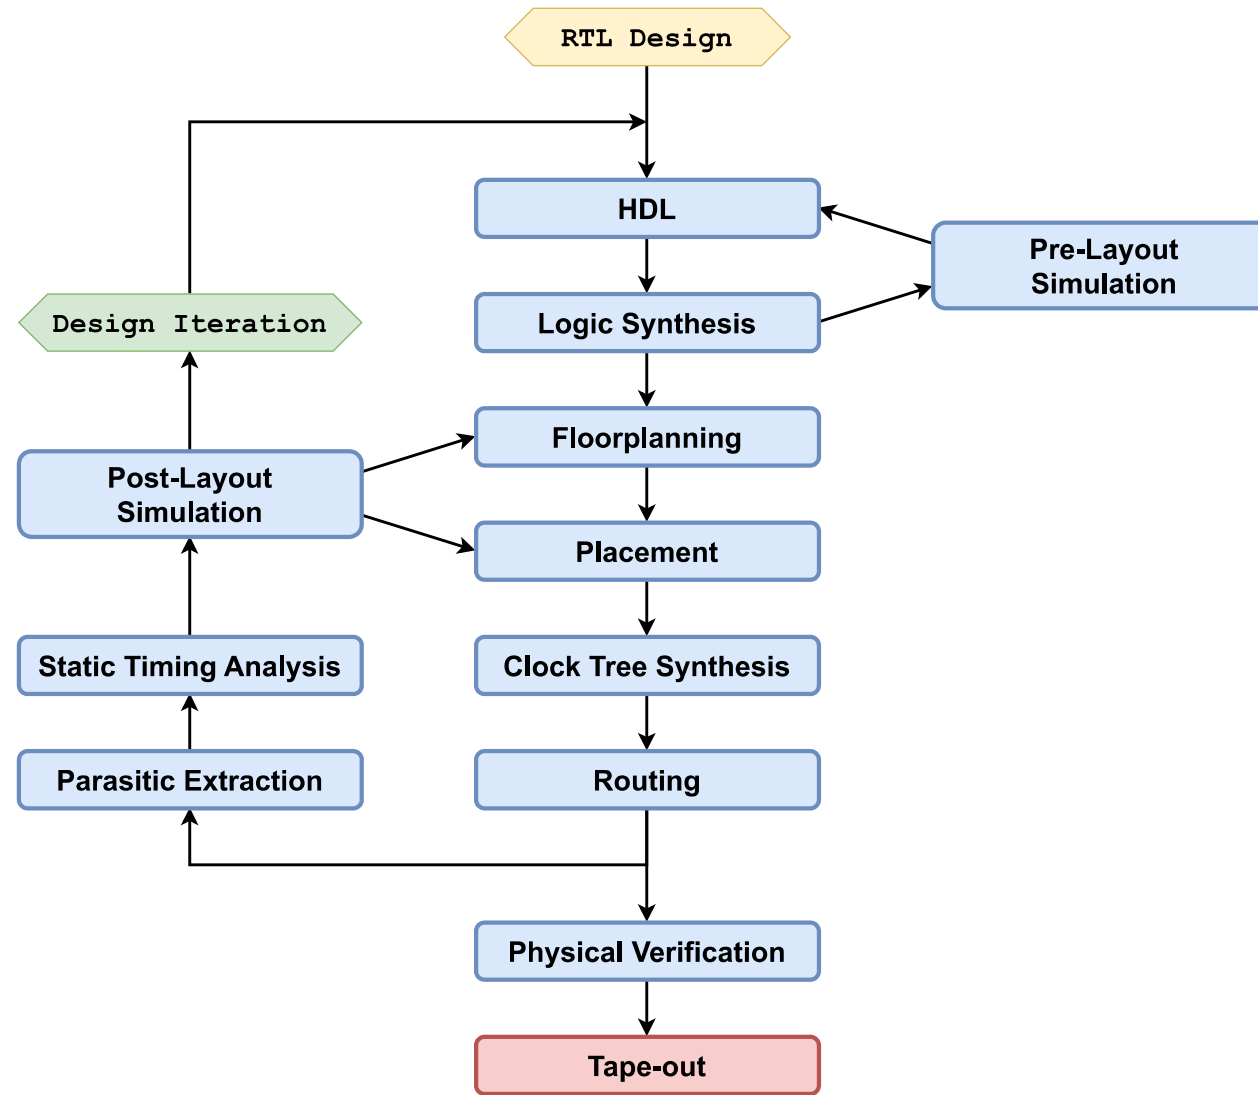 RTL Design
HDL
Pre-Layout
Simulation
Design Iteration
Logic Synthesis
Floorplanning
Post-Layout
Simulation
Placement
Static Timing Analysis
Clock Tree Synthesis
Parasitic Extraction
Routing
Physical Verification
Tape-out